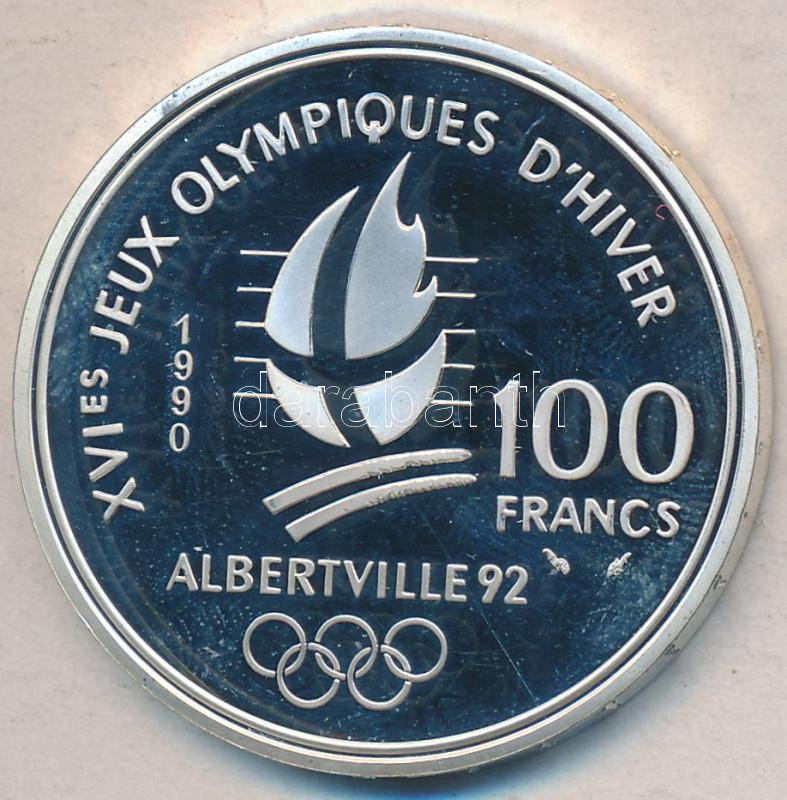 XVIES JEUX OLYMPIQUES D'HIVER
1990
100
FRANCS
ALBERTVILLE 92
darabanth